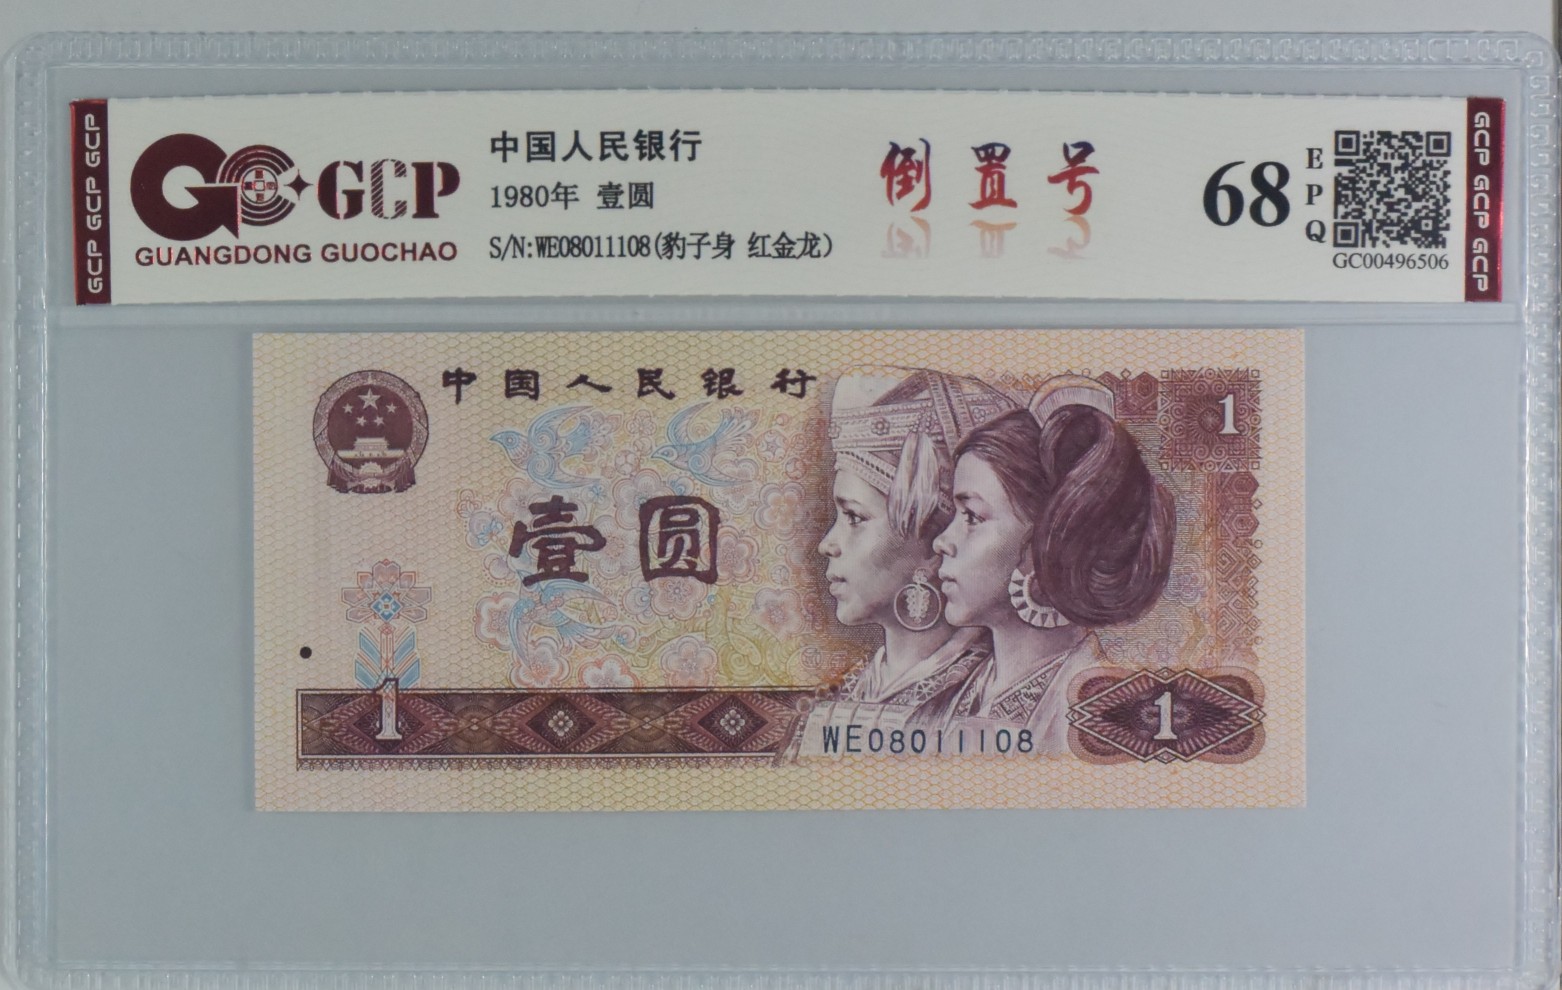 GCP GCP GCP
GCP
GUANGDONG GUOCHAO
中国人民银行
1980年 壹圆
S/N:WE08011108(豹子身 红金龙)
倒置号
68
EPQ
GC00496506
GCP GCP GCP
中国人民银行
1
壹圆
1
WE08011108
1